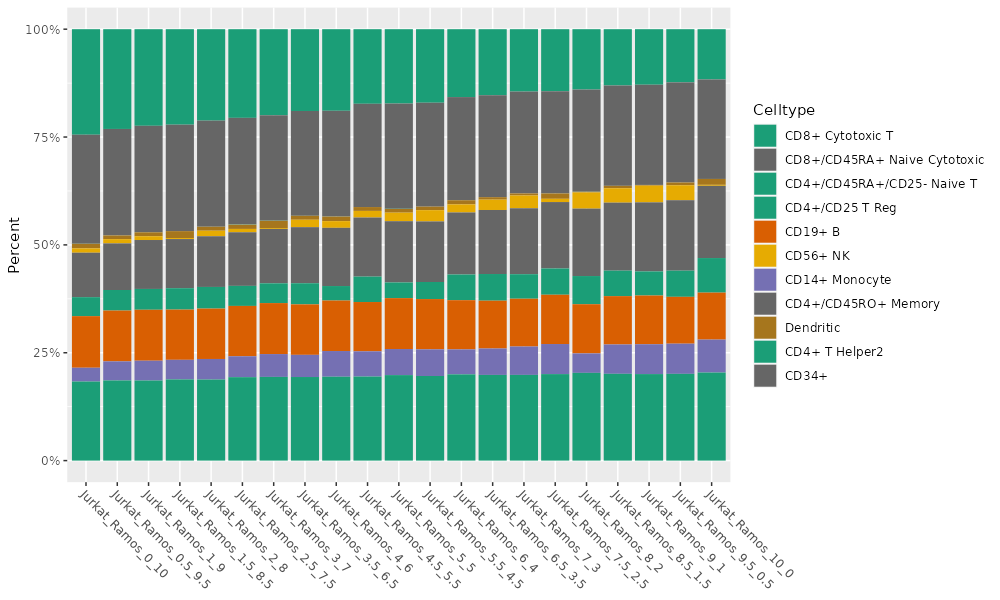 100%
75%
50%
25%
0%
Percent
Jurkat_Ramos_0_10
Jurkat_Ramos_0.5_9.5
Jurkat_Ramos_1_9
Jurkat_Ramos_1.5_8.5
Jurkat_Ramos_2_8
Jurkat_Ramos_2.5_7.5
Jurkat_Ramos_3_7
Jurkat_Ramos_3.5_6.5
Jurkat_Ramos_4_6
Jurkat_Ramos_4.5_5.5
Jurkat_Ramos_5_5
Jurkat_Ramos_5.5_4.5
Jurkat_Ramos_6_4
Jurkat_Ramos_6.5_3.5
Jurkat_Ramos_7_3
Jurkat_Ramos_7.5_2.5
Jurkat_Ramos_8_2
Jurkat_Ramos_8.5_1.5
Jurkat_Ramos_9_1
Jurkat_Ramos_9.5_0.5
Jurkat_Ramos_10_0
Celltype
CD8+ Cytotoxic T
CD8+/CD45RA+ Naive Cytotoxic
CD4+/CD45RA+/CD25- Naive T
CD4+/CD25 T Reg
CD19+ B
CD56+ NK
CD14+ Monocyte
CD4+/CD45RO+ Memory
Dendritic
CD4+ T Helper2
CD34+